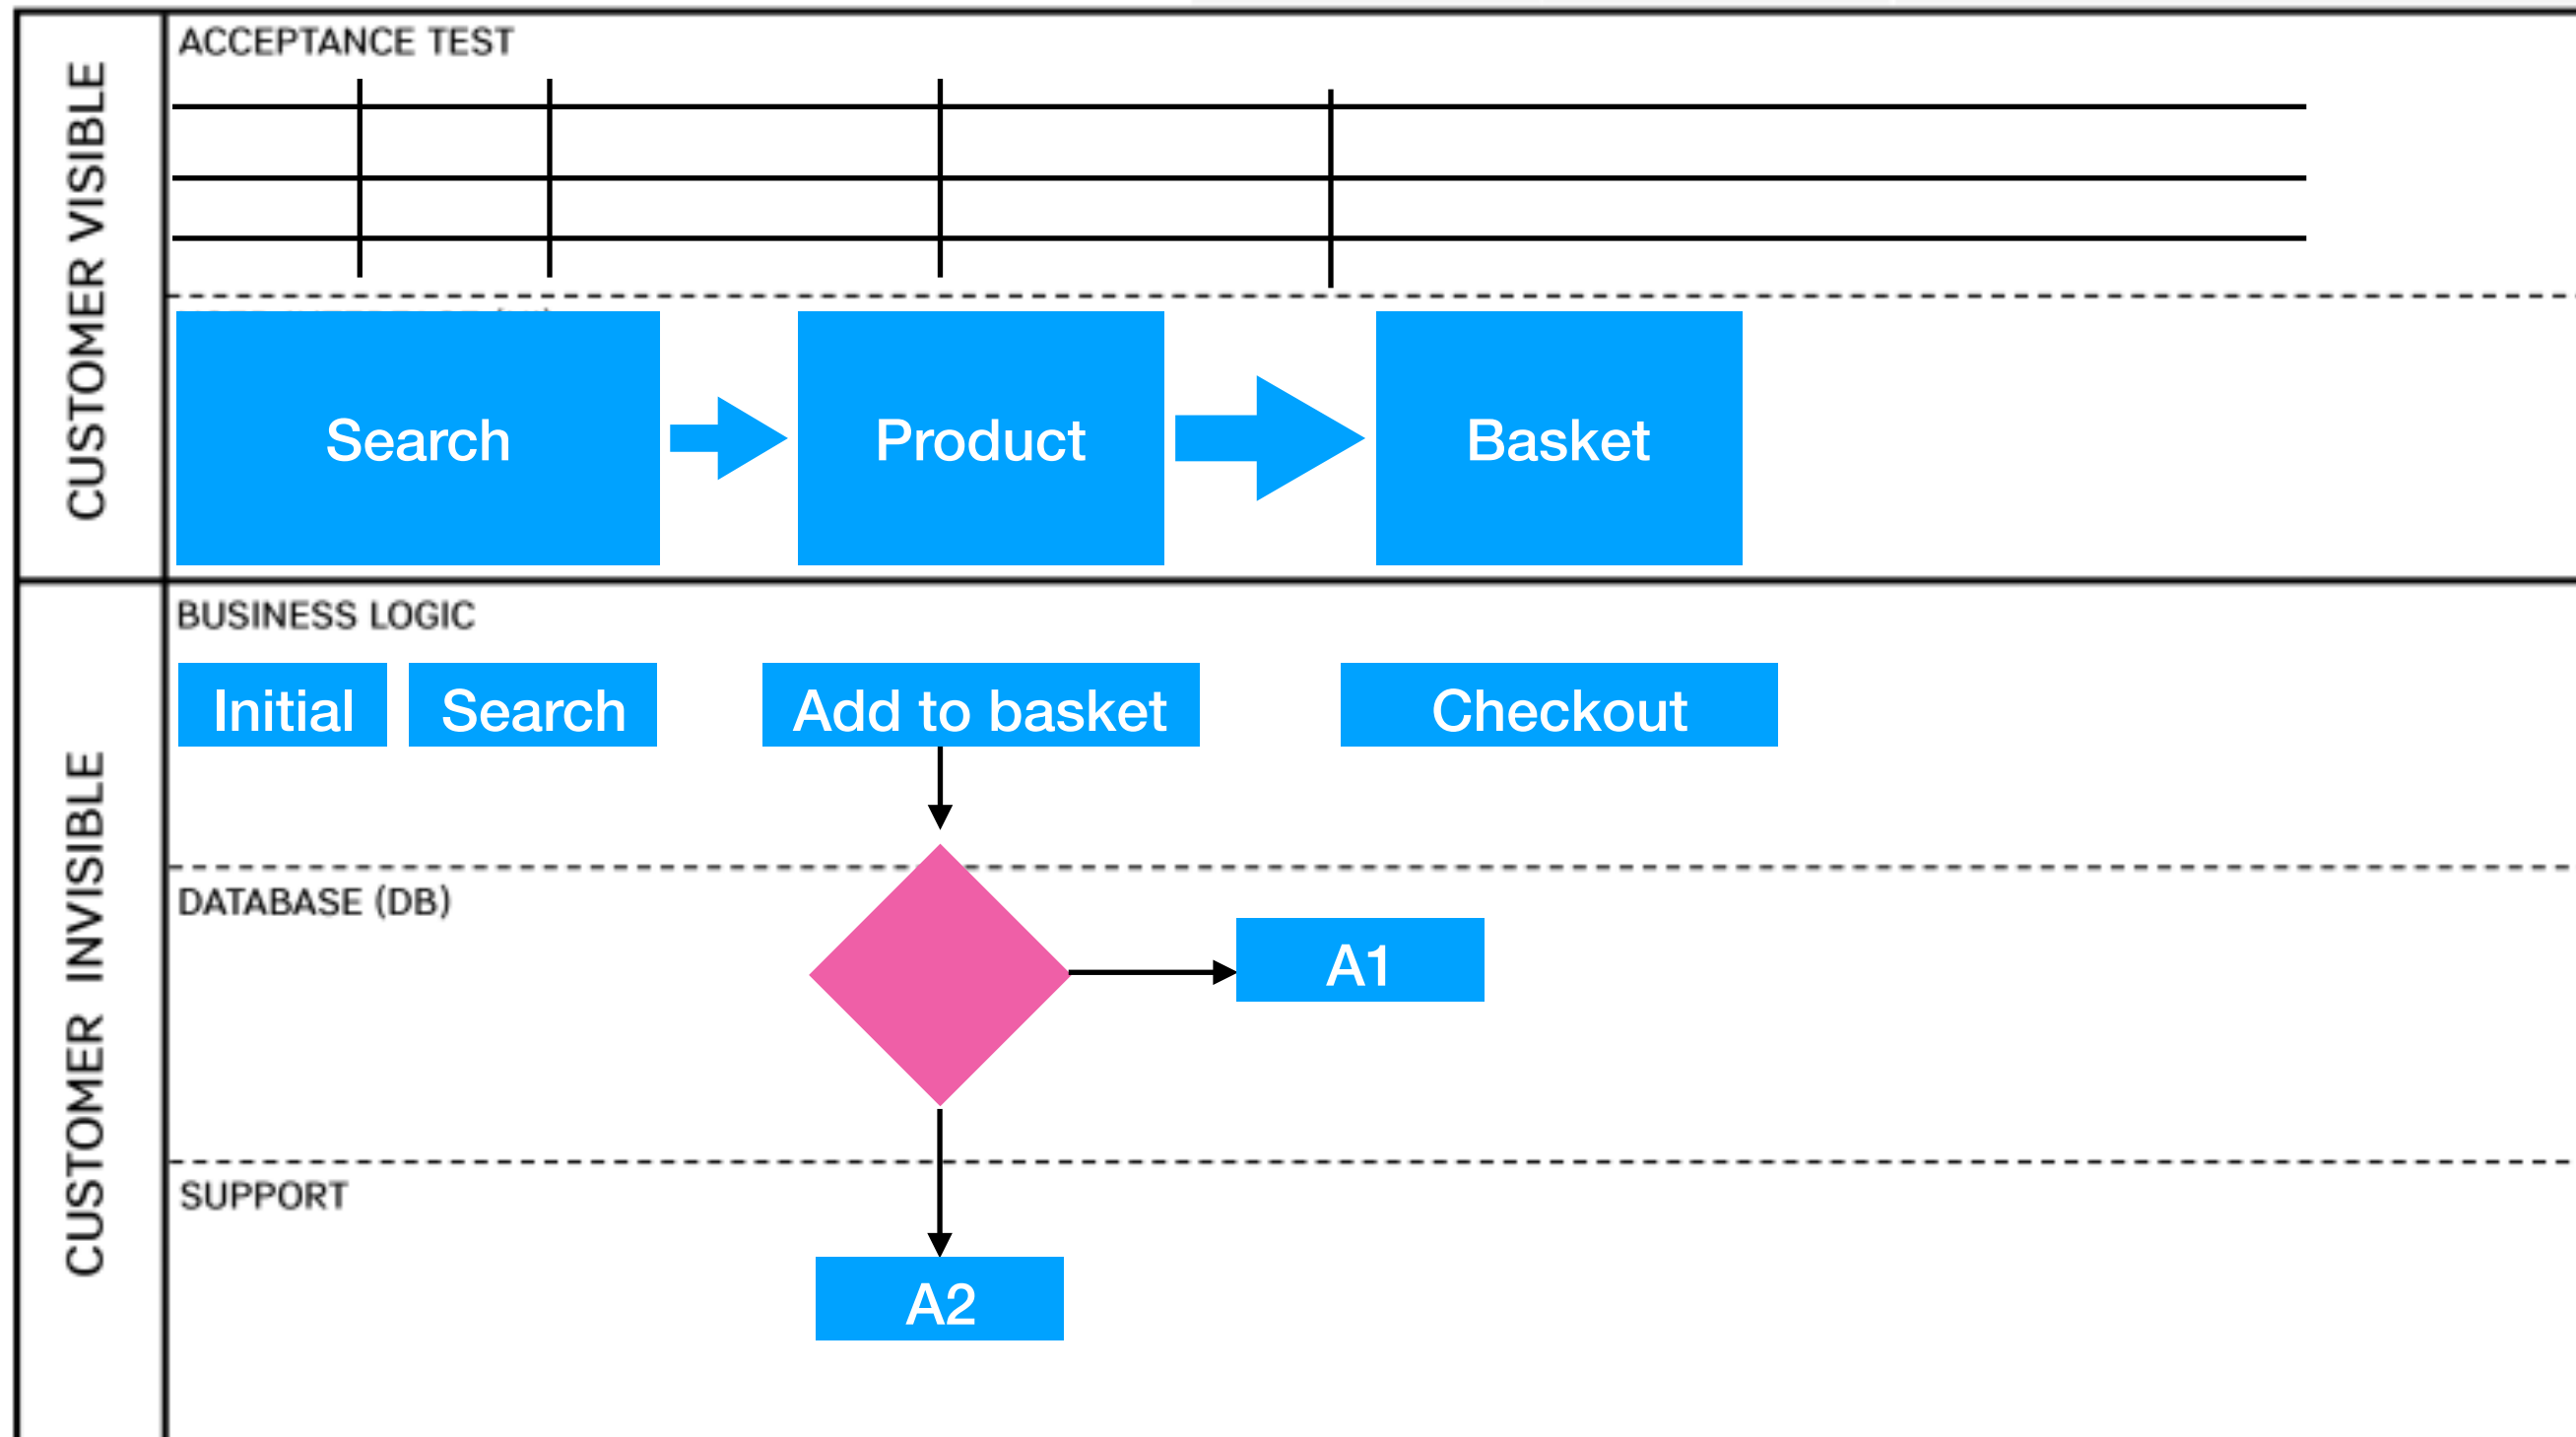 CUSTOMER VISIBLE
ACCEPTANCE TEST
Search
Product
Basket
CUSTOMER INVISIBLE
BUSINESS LOGIC
Initial
Search
Add to basket
Checkout
DATABASE (DB)
A1
SUPPORT
A2